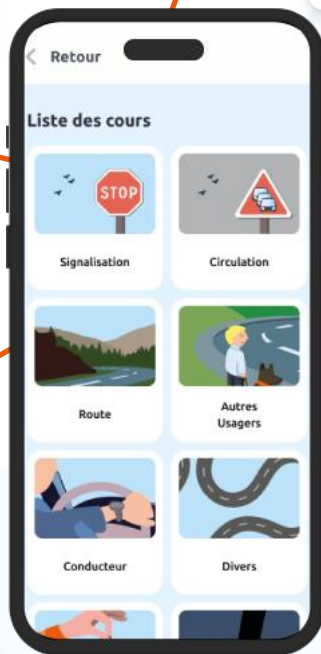 Retour
Liste des cours
STOP
Signalisation
Circulation
Route
Autres
Usagers
Conducteur
Divers